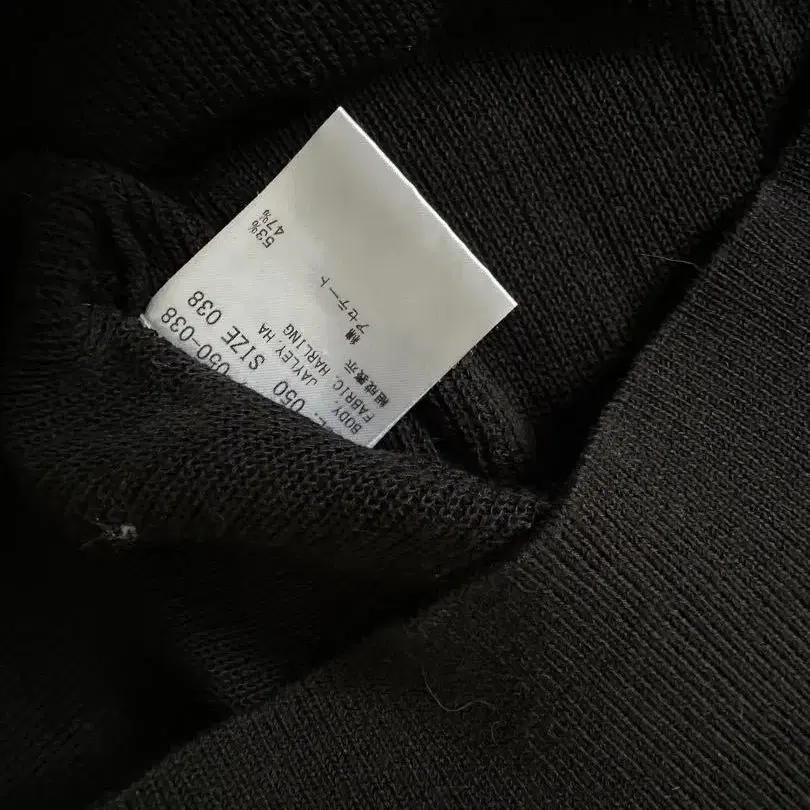 050-038
050 SIZE 038
BODY. JAYLEY HA
FABRIC. HARLING
組成表示
綿 53%
アセテート 47%